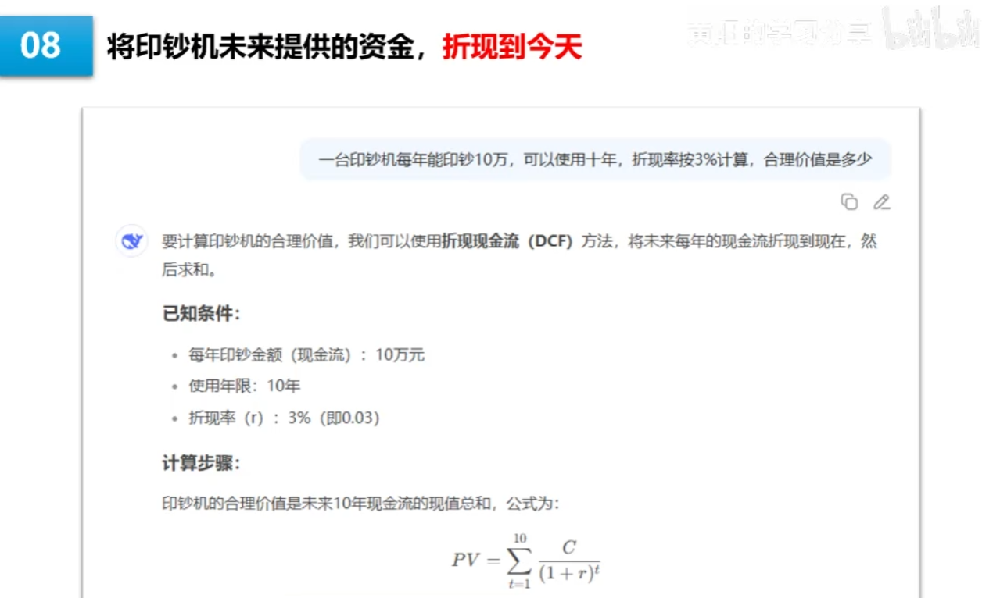 08
将印钞机未来提供的资金，折现到今天
bilibili
一台印钞机每年能印钞10万，可以使用十年，折现率按3%计算，合理价值是多少
要计算印钞机的合理价值，我们可以使用折现现金流（DCF）方法，将未来每年的现金流折现到现在，然
后求和。
已知条件：
• 每年印钞金额（现金流）：10万元
• 使用年限：10年
• 折现率（r）：3%（即0.03）
计算步骤：
印钞机的合理价值是未来10年现金流的现值总和，公式为：
PV = \sum_{t=1}^{10} \frac{C}{(1+r)^t}